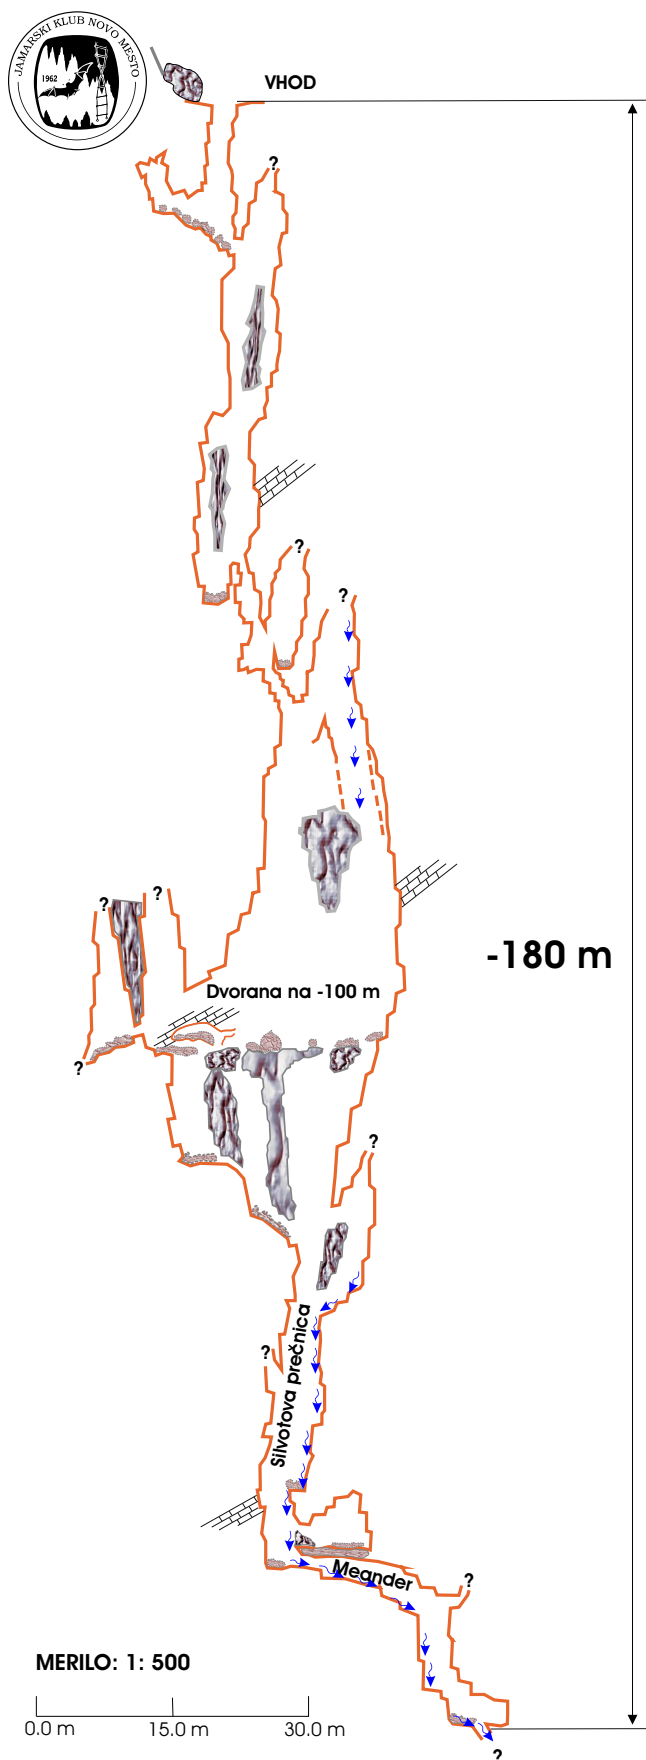 JAMARSKI KLUB NOVO MESTO
1962
VHOD
?
?
?
-180 m
?
?
Dvorana na -100 m
?
?
Silvotova prečnica
?
Meander
?
MERILO: 1: 500
0.0 m 15.0 m 30.0 m
?